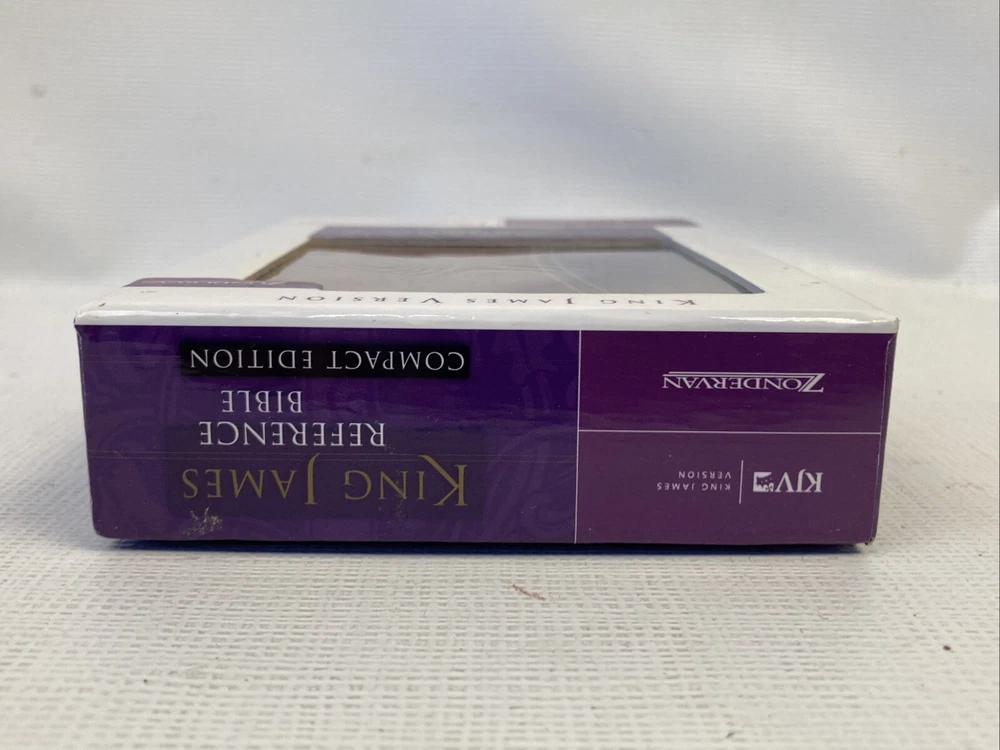 KING JAMES
REFERENCE
BIBLE
COMPACT EDITION
KJV
KING JAMES
VERSION
ZONDERVAN
KING JAMES VERSION